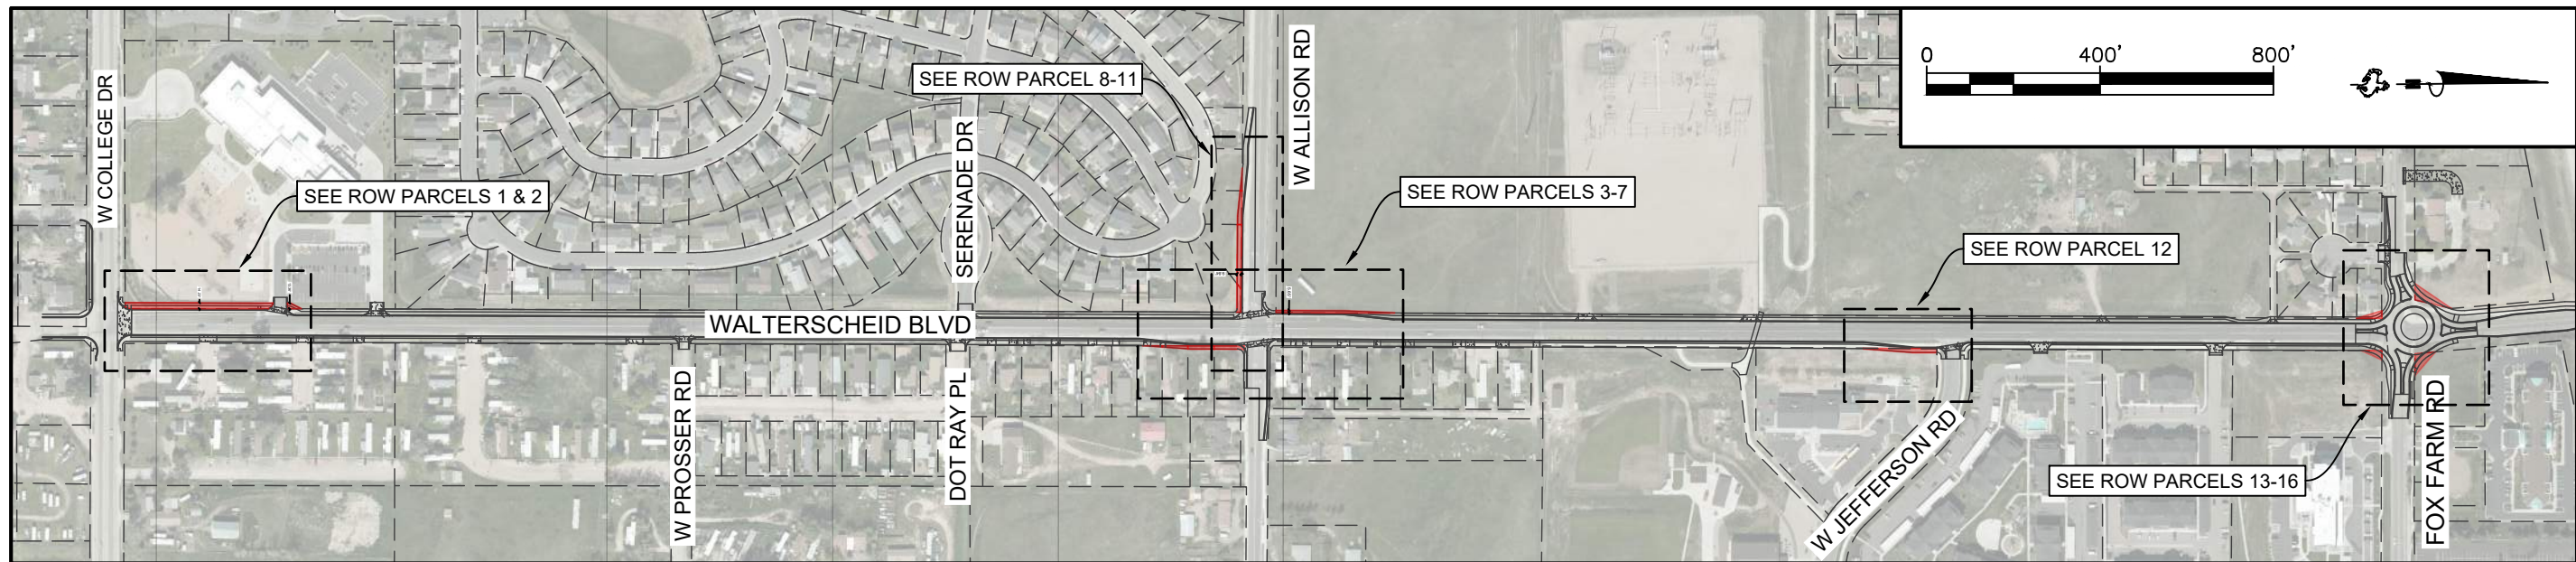 W COLLEGE DR
SEE ROW PARCELS 1 & 2
WALTERSCHEID BLVD
W PROSSER RD
SERENADE DR
DOT RAY PL
SEE ROW PARCEL 8-11
W ALLISON RD
SEE ROW PARCELS 3-7
SEE ROW PARCEL 12
W JEFFERSON RD
SEE ROW PARCELS 13-16
FOX FARM RD
0 400' 800'